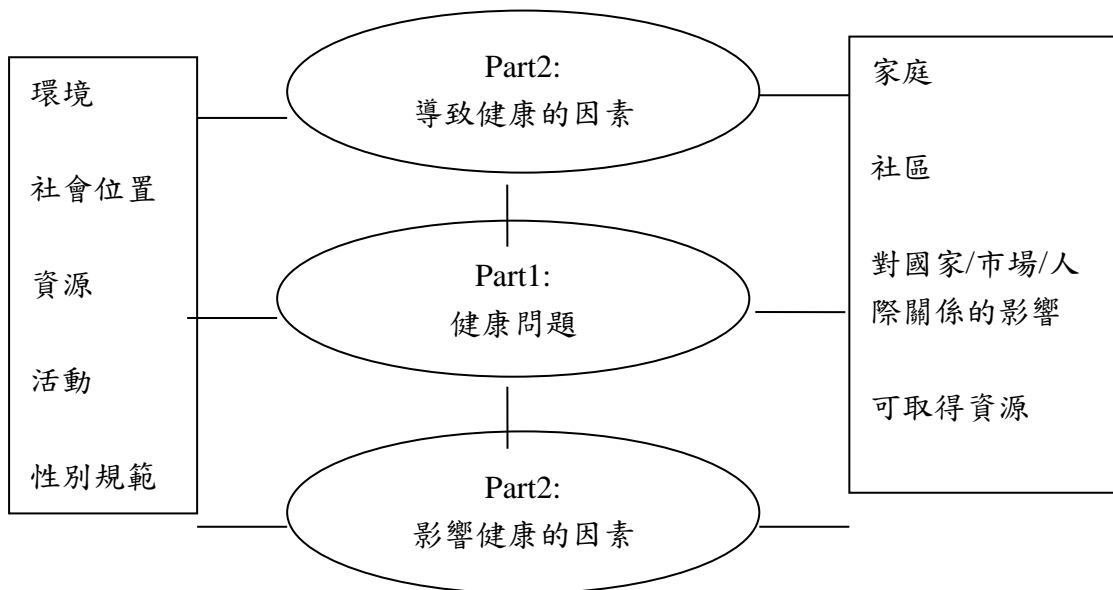 環境
社會位置
資源
活動
性別規範
Part2:
導致健康的因素
Part1:
健康問題
Part2:
影響健康的因素
家庭
社區
對國家/市場/人
際關係的影響
可取得資源